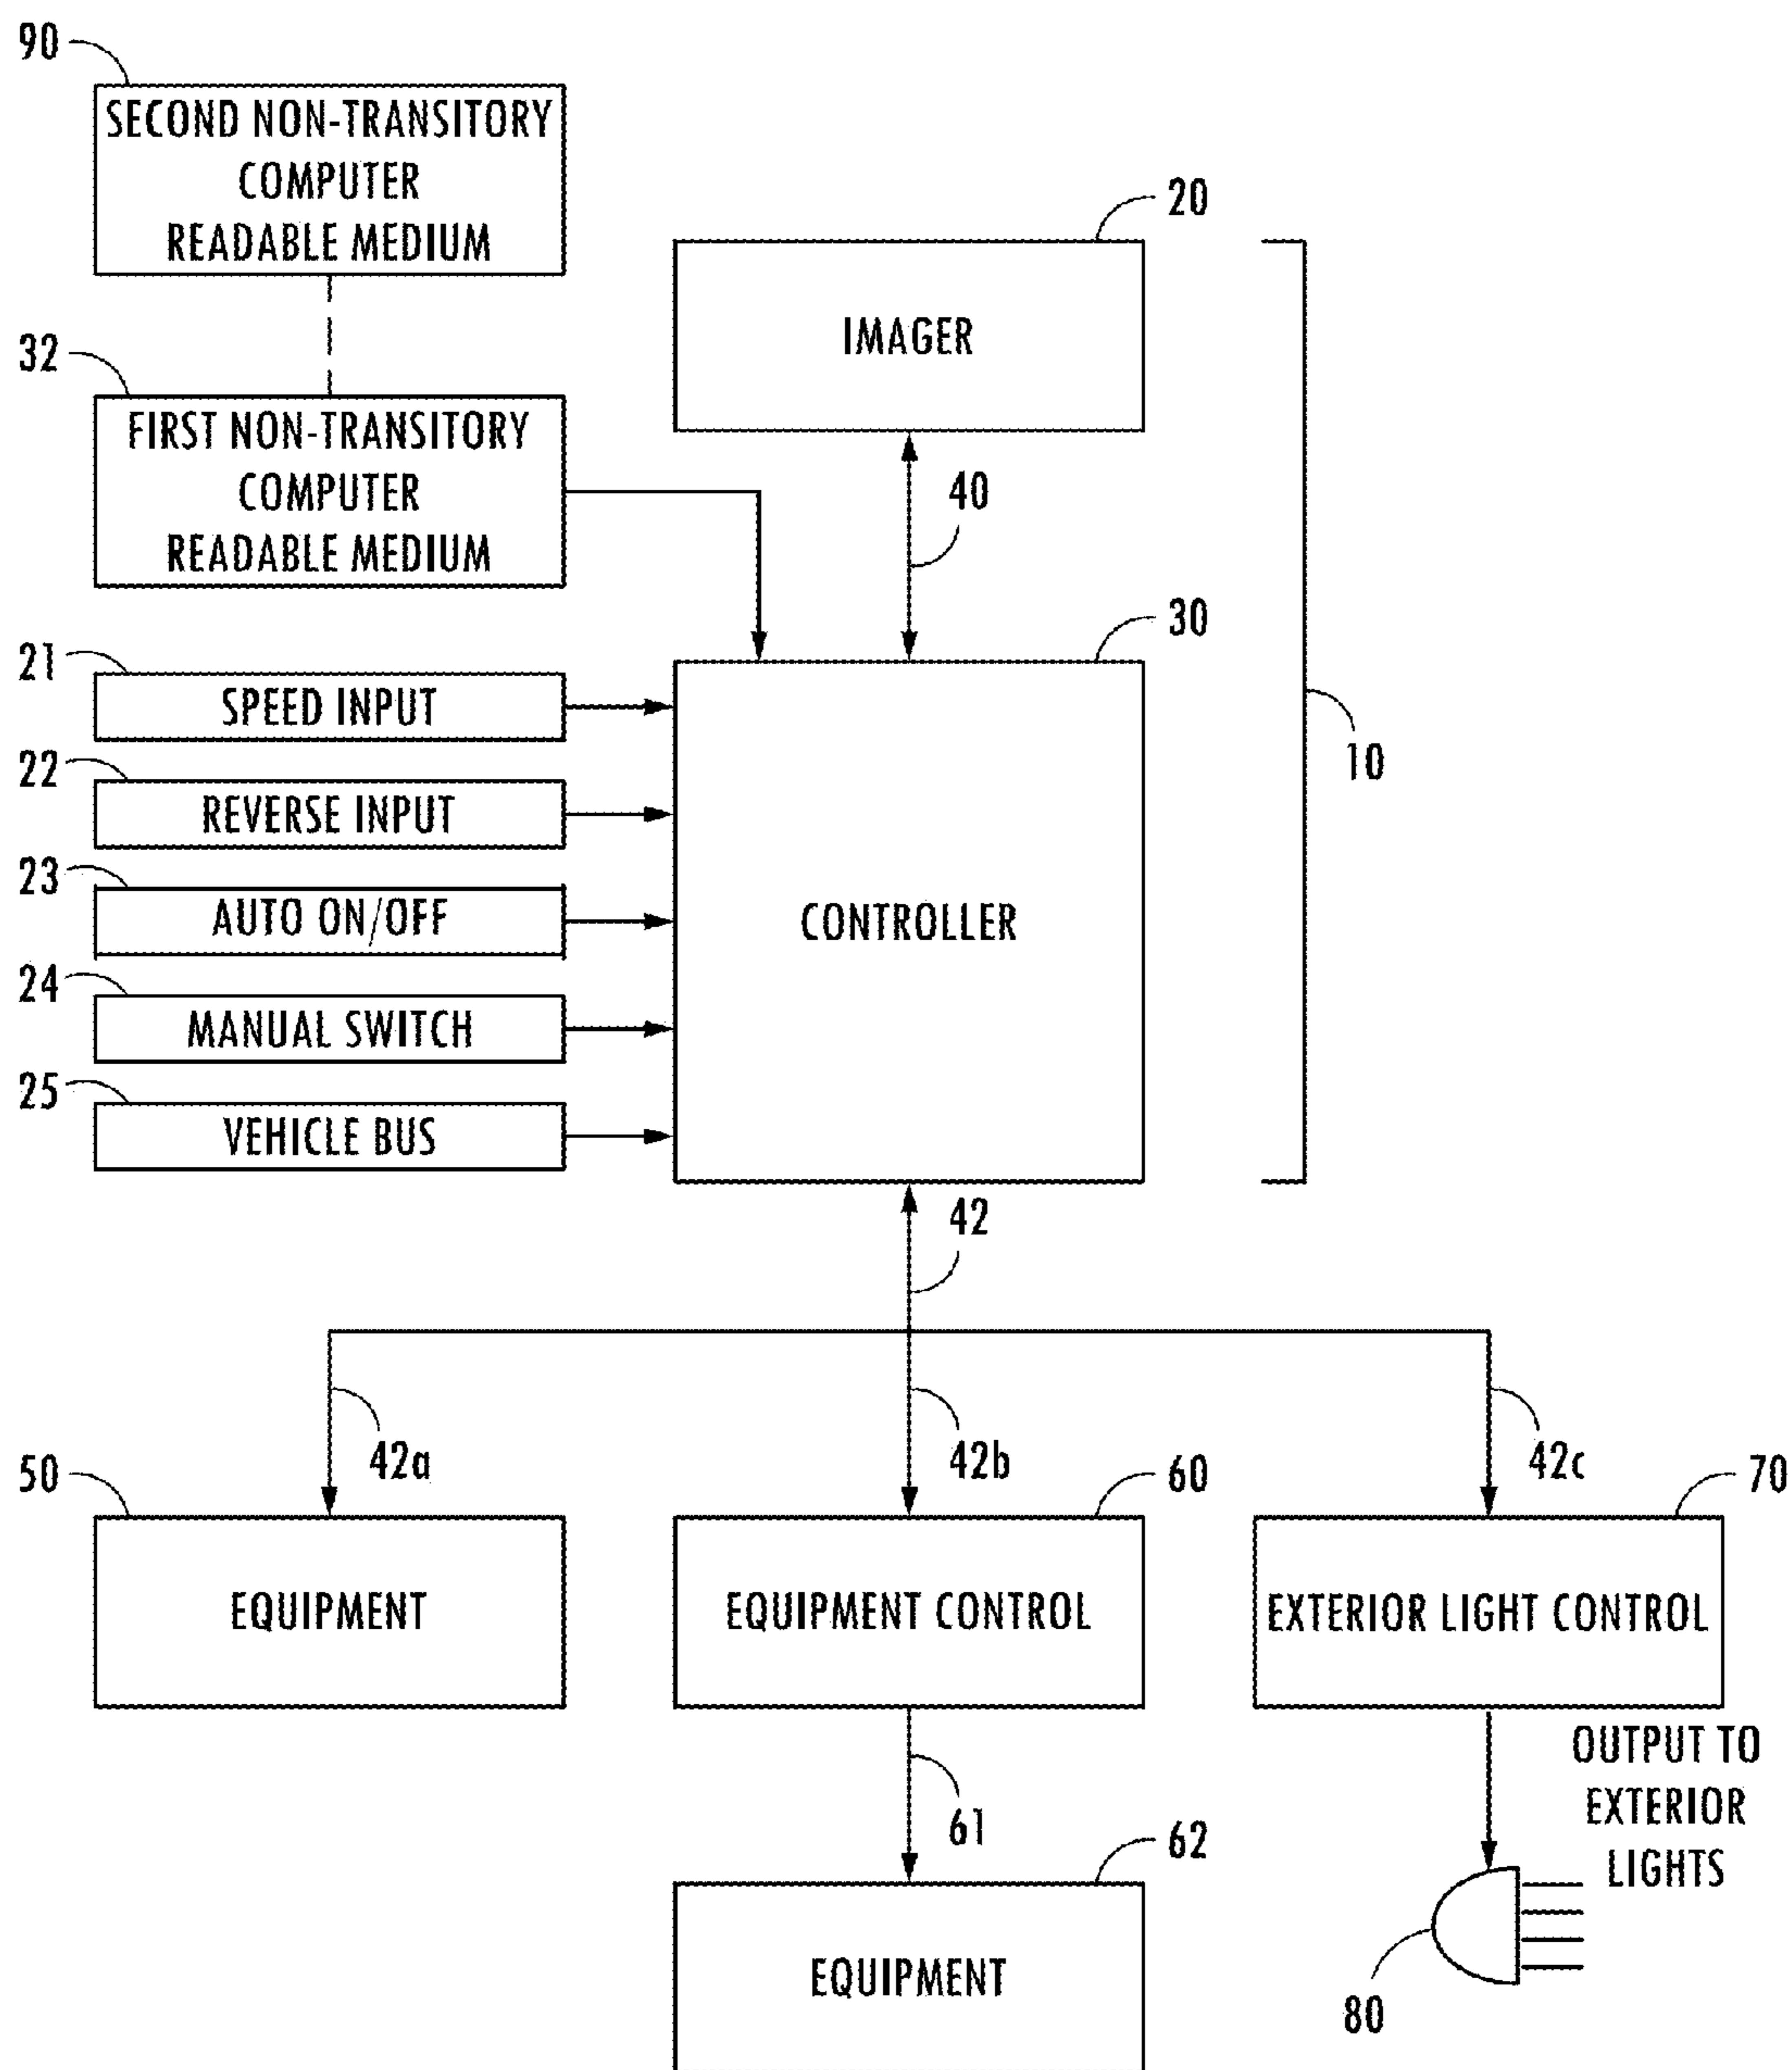 90
SECOND NON-TRANSITORY
COMPUTER
READABLE MEDIUM
20
IMAGER
32
FIRST NON-TRANSITORY
COMPUTER
READABLE MEDIUM
40
30
21
SPEED INPUT
22
REVERSE INPUT
10
23
AUTO ON/OFF
CONTROLLER
24
MANUAL SWITCH
25
VEHICLE BUS
42
42a
42b
42c
50
60
70
EQUIPMENT
EQUIPMENT CONTROL
EXTERIOR LIGHT CONTROL
OUTPUT TO
EXTERIOR
LIGHTS
61
62
EQUIPMENT
80